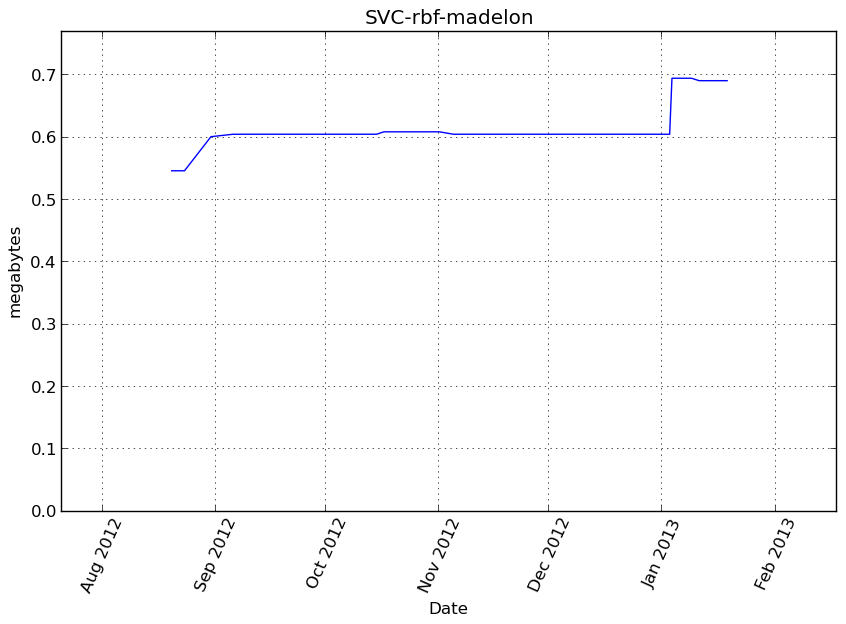 SVC-rbf-madelon
0.7
0.6
0.5
0.4
0.3
0.2
0.1
0.0
megabytes
Aug 2012
Sep 2012
Oct 2012
Nov 2012
Dec 2012
Jan 2013
Feb 2013
Date